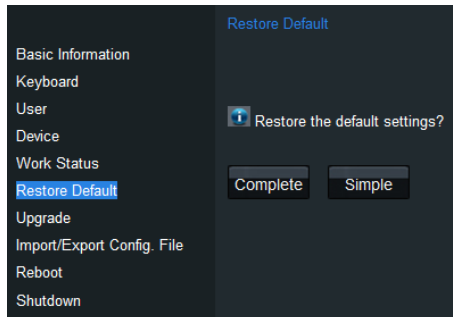 Restore Default
Basic Information
Keyboard
User
Device
Work Status
Restore Default
Upgrade
Import/Export Config. File
Reboot
Shutdown
Restore the default settings?
Complete Simple